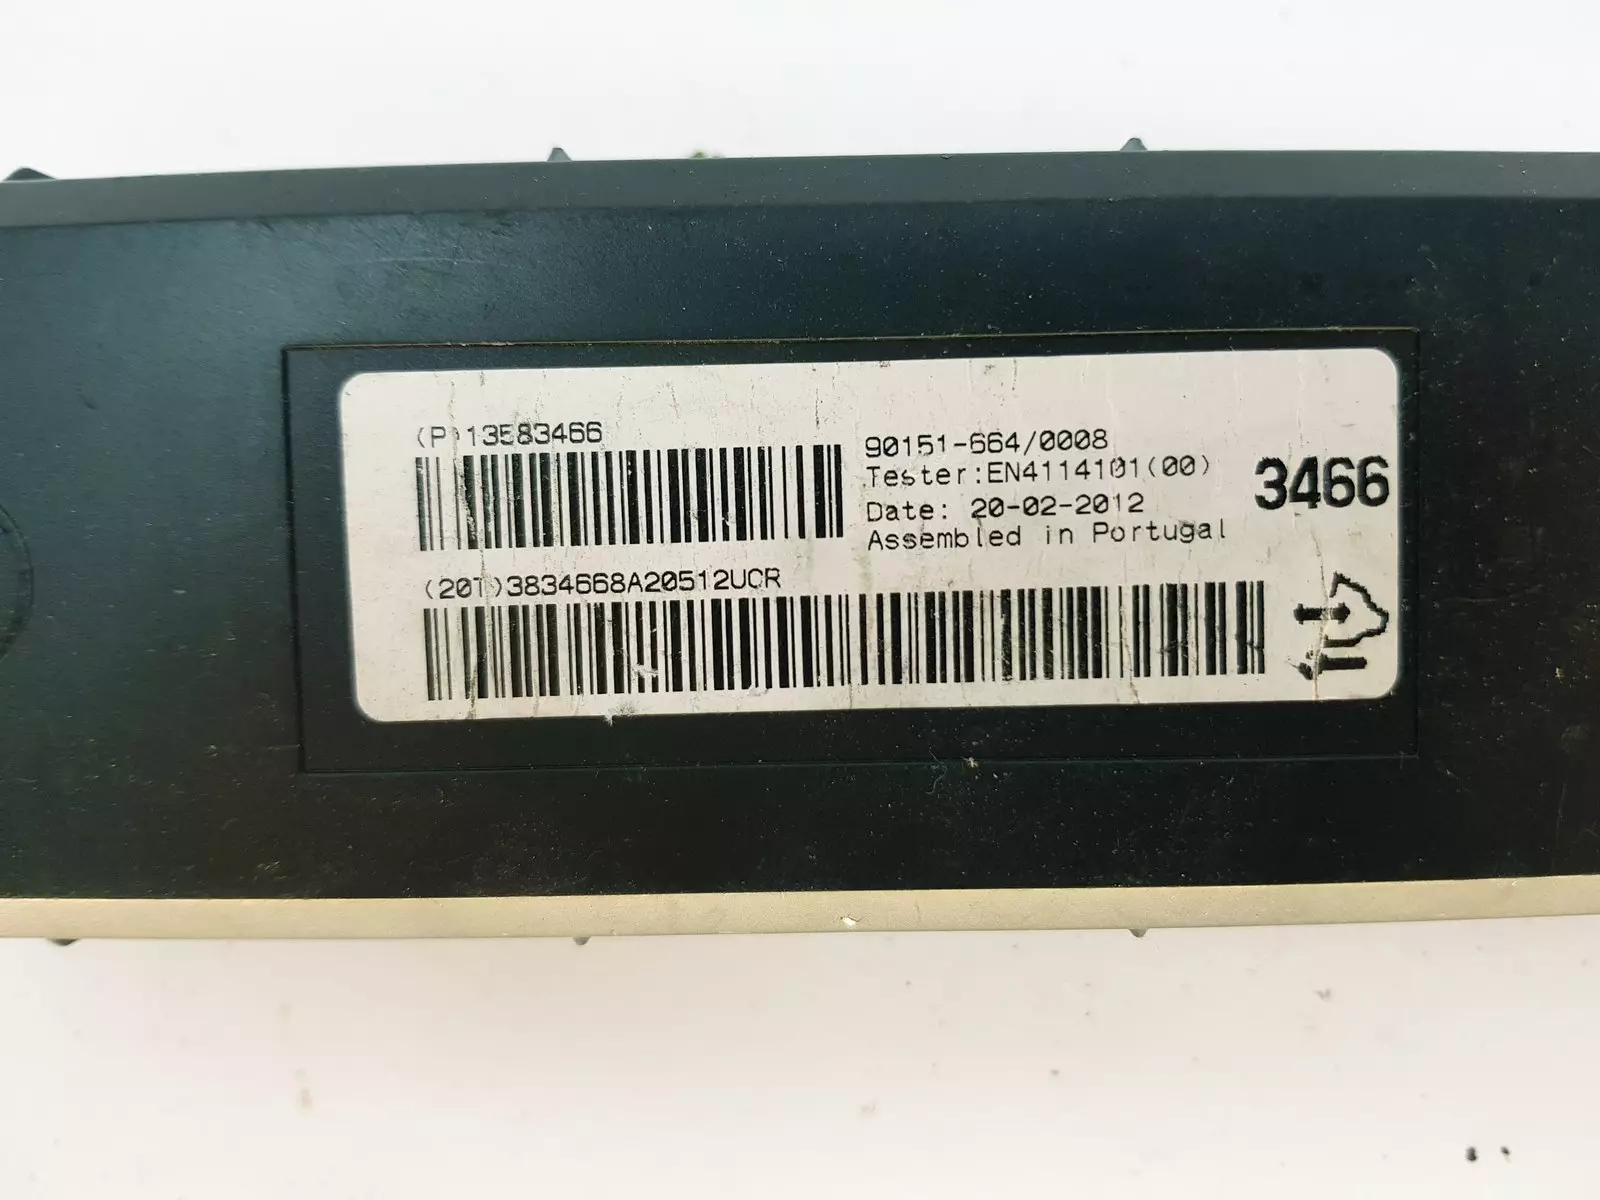 (P)13583466
90151-664/0008
Tester:EN4114101(00)
Date: 20-02-2012
Assembled in Portugal
3466
(20T)3834668A20512UCR